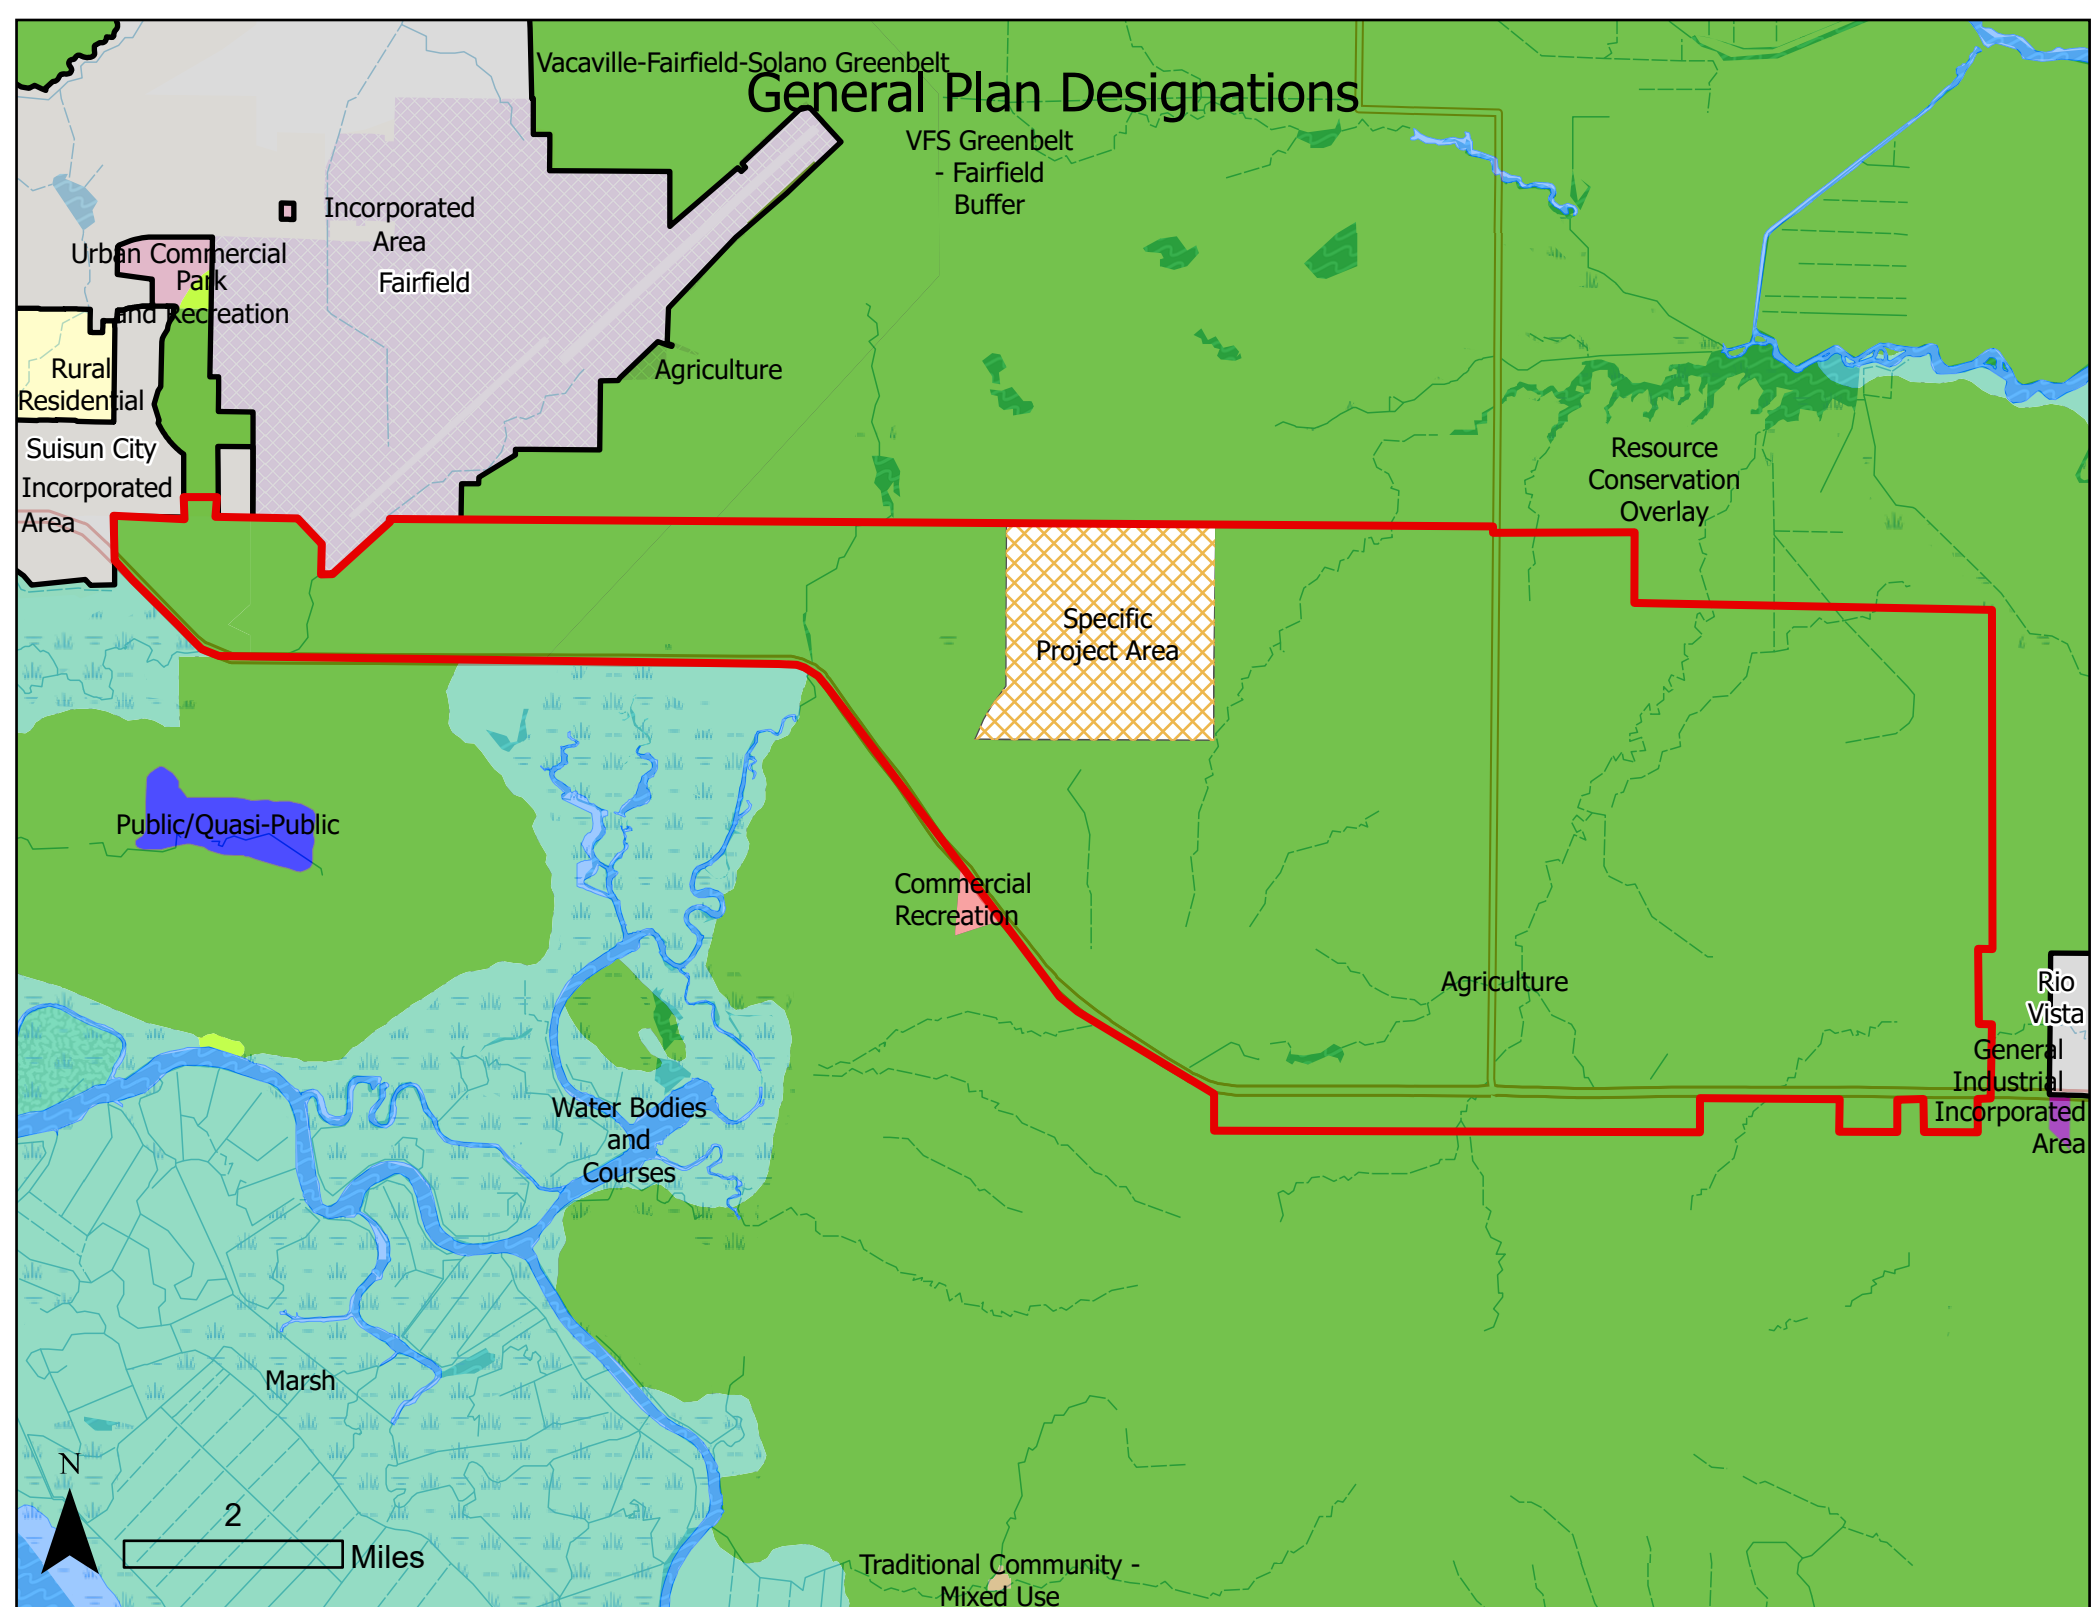 Vacaville-Fairfield-Solano Greenbelt
General Plan Designations
VFS Greenbelt
- Fairfield
Buffer
Incorporated
Area
Fairfield
Urban Commercial
Park
and Recreation
Rural
Residential
Agriculture
Suisun City
Incorporated
Area
Resource
Conservation
Overlay
Specific
Project Area
Public/Quasi-Public
Commercial
Recreation
Agriculture
Rio
Vista
General
Industrial
Incorporated
Area
Water Bodies
and
Courses
Marsh
N
2
Miles
Traditional Community -
Mixed Use